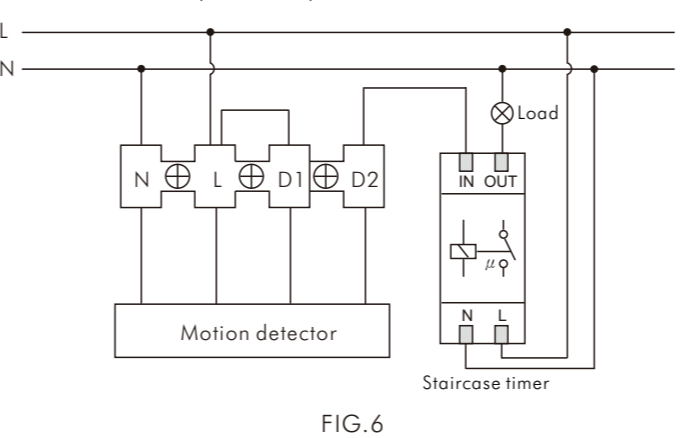 L
N
Load
N L D1 D2
IN OUT
μ
N L
Motion detector
Staircase timer
FIG.6